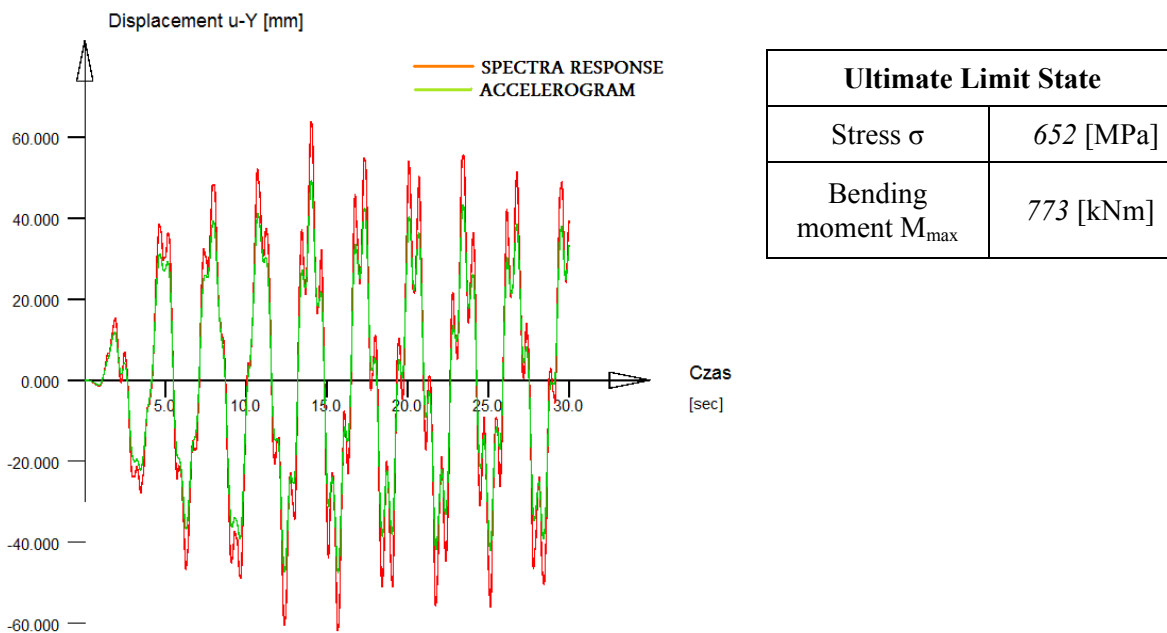 Displacement u-Y [mm]
SPECTRA RESPONSE
ACCELEROGRAM
60.000
40.000
20.000
0.000
-20.000
-40.000
-60.000
5.0
10.0
15.0
20.0
25.0
30.0
Czas
[sec]
Ultimate Limit State
Stress σ
652 [MPa]
Bending
moment Mmax
773 [kNm]